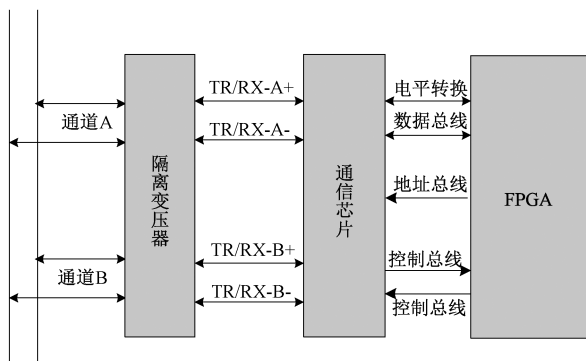 TR/RX-A+
电平转换
通道A
TR/RX-A-
数据总线
隔离变压器
通信芯片
地址总线
FPGA
TR/RX-B+
控制总线
通道B
TR/RX-B-
控制总线